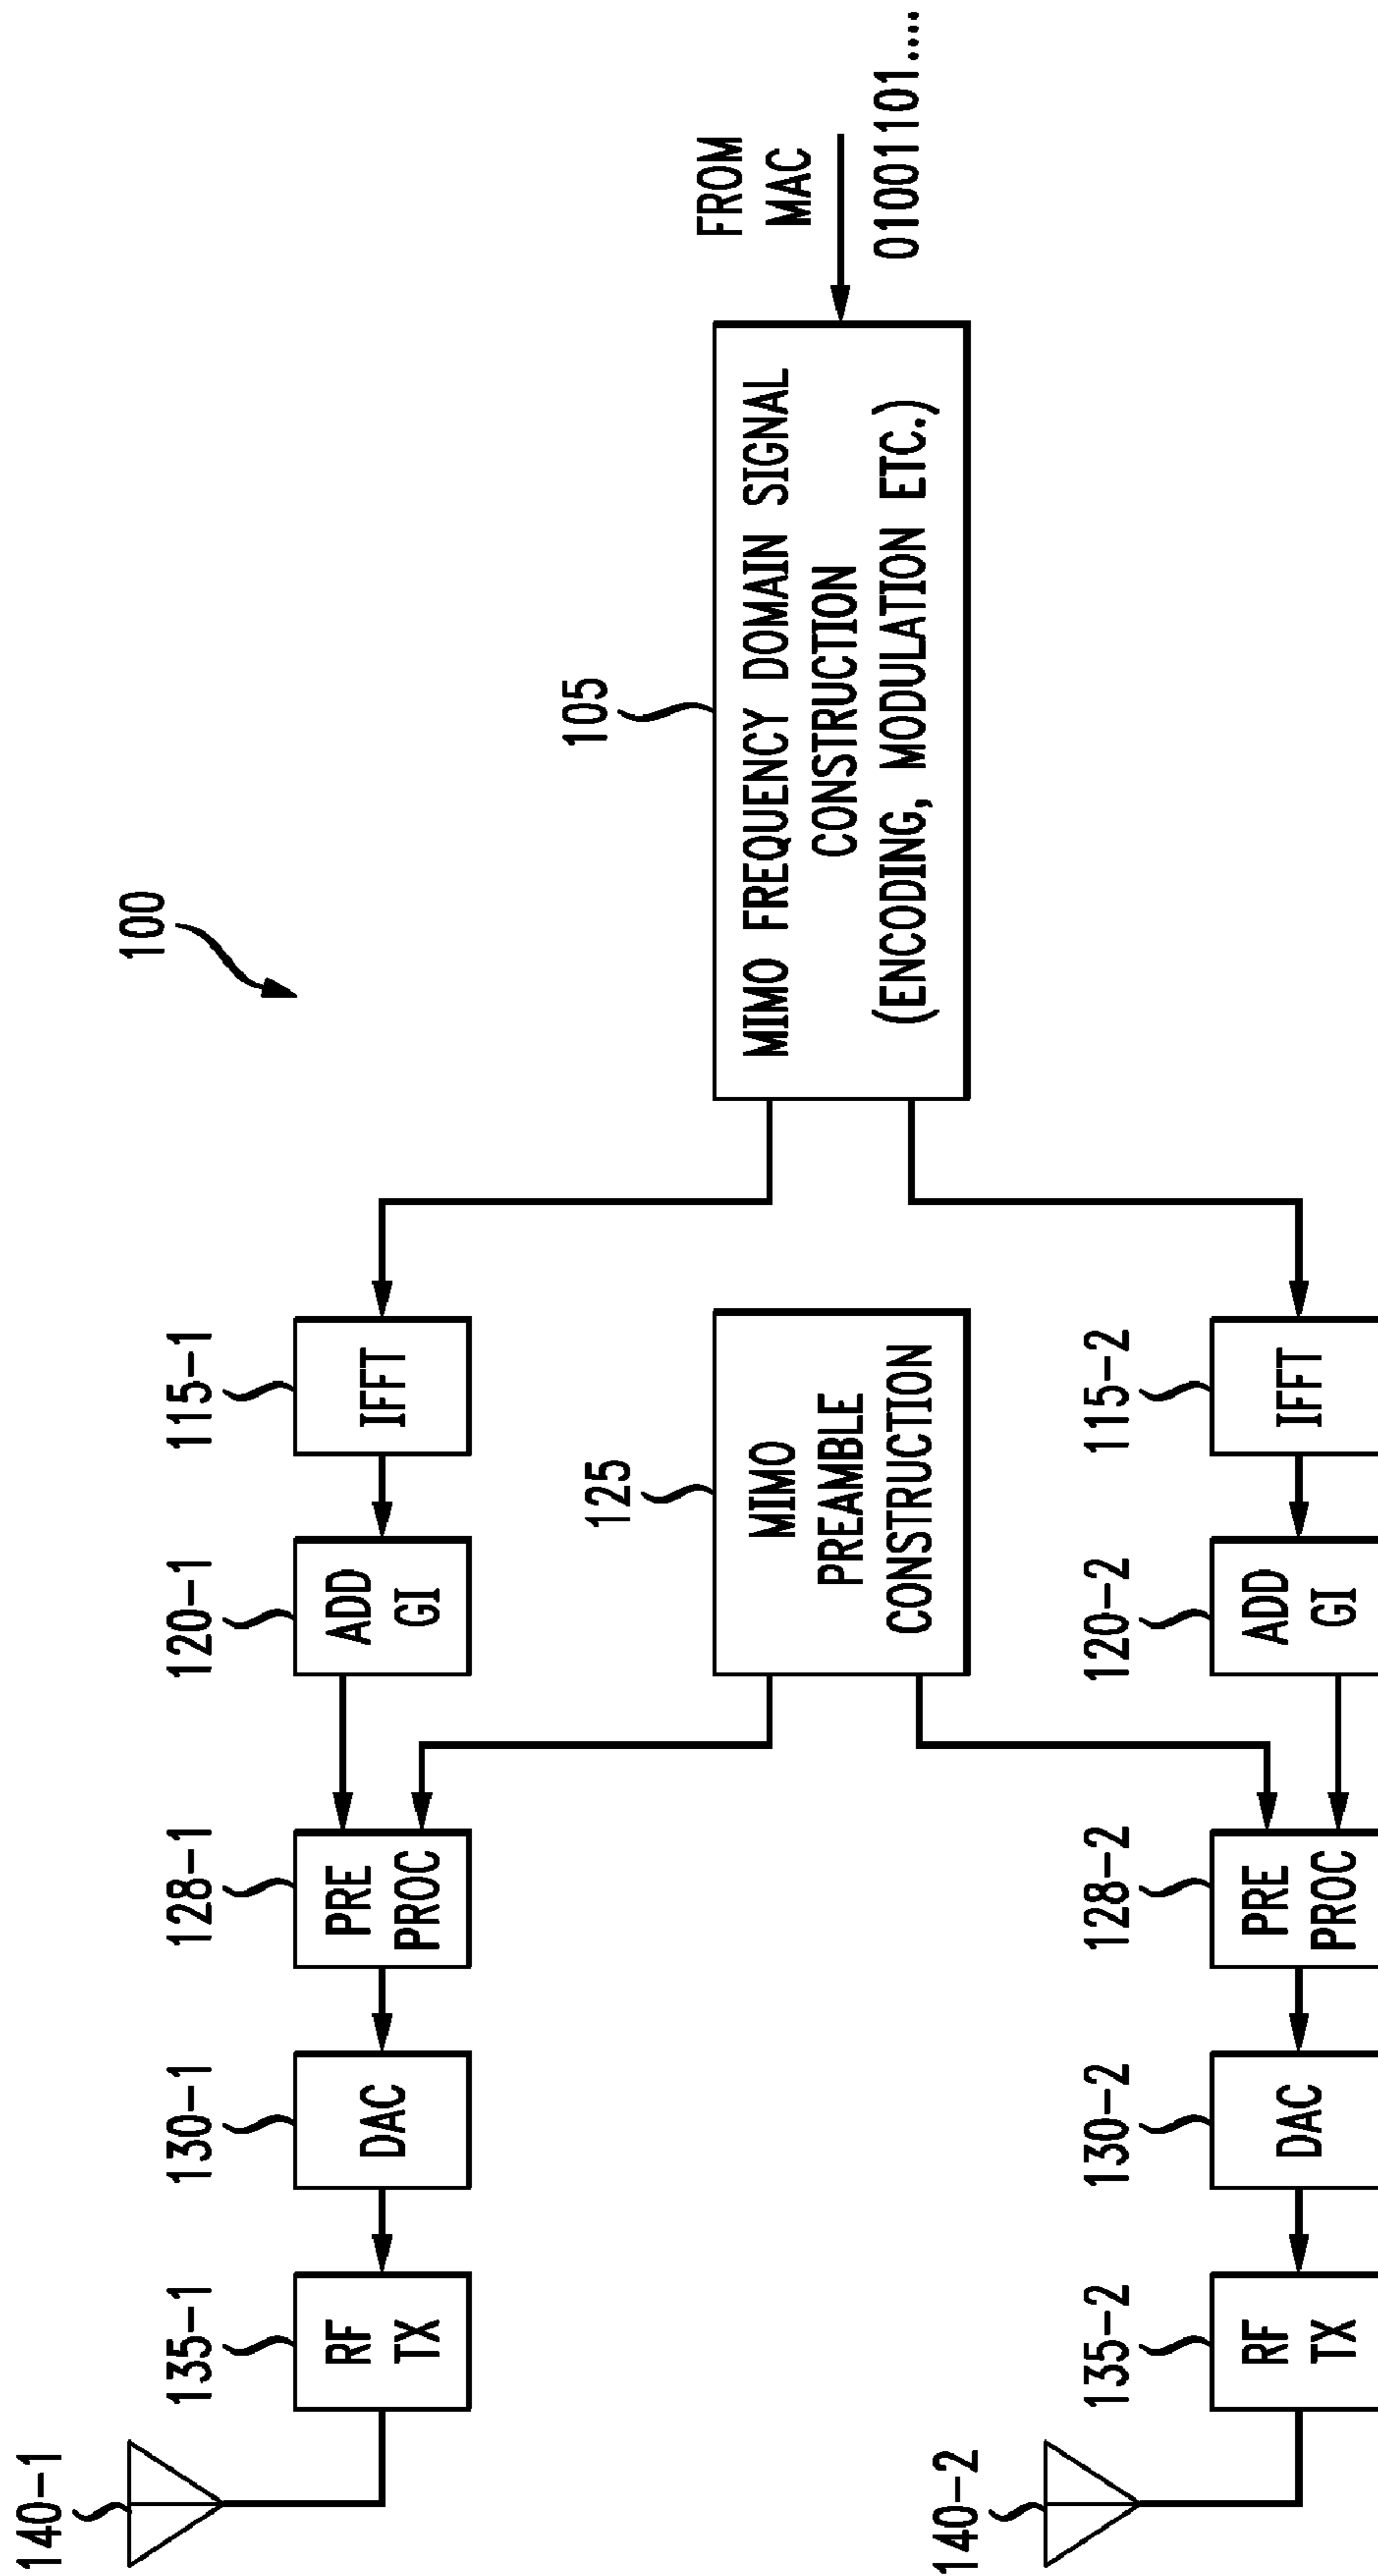 100
140-1
135-1
RF
TX
130-1
DAC
128-1
PRE
PROC
120-1
ADD
GI
115-1
IFFT
125
MIMO
PREAMBLE
CONSTRUCTION
105
MIMO FREQUENCY DOMAIN SIGNAL
CONSTRUCTION
(ENCODING, MODULATION ETC.)
FROM
MAC
01001101....
140-2
135-2
RF
TX
130-2
DAC
128-2
PRE
PROC
120-2
ADD
GI
115-2
IFFT